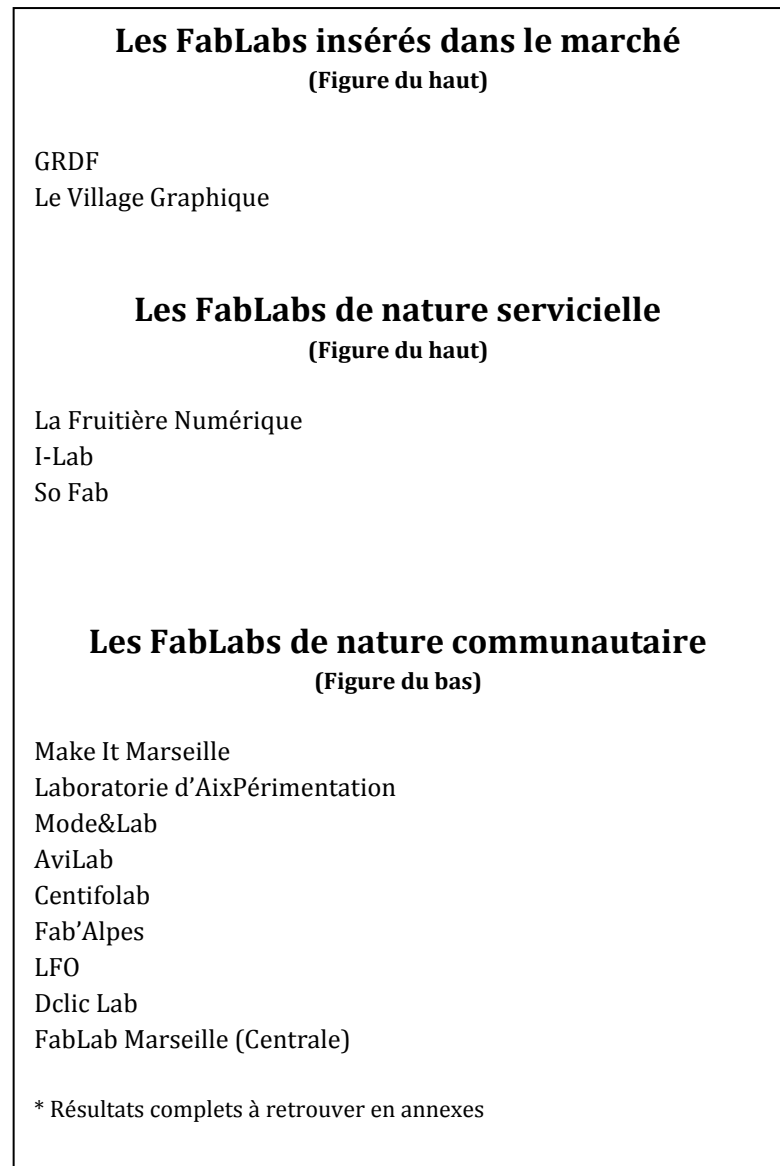 Les FabLabs insérés dans le marché
(Figure du haut)
GRDF
Le Village Graphique
Les FabLabs de nature servicielle
(Figure du haut)
La Fruitière Numérique
I-Lab
So Fab
Les FabLabs de nature communautaire
(Figure du bas)
Make It Marseille
Laboratorie d’AixPérimentation
Mode&Lab
AviLab
Centifolab
Fab’Alpes
LFO
Dclic Lab
FabLab Marseille (Centrale)
* Résultats complets à retrouver en annexes